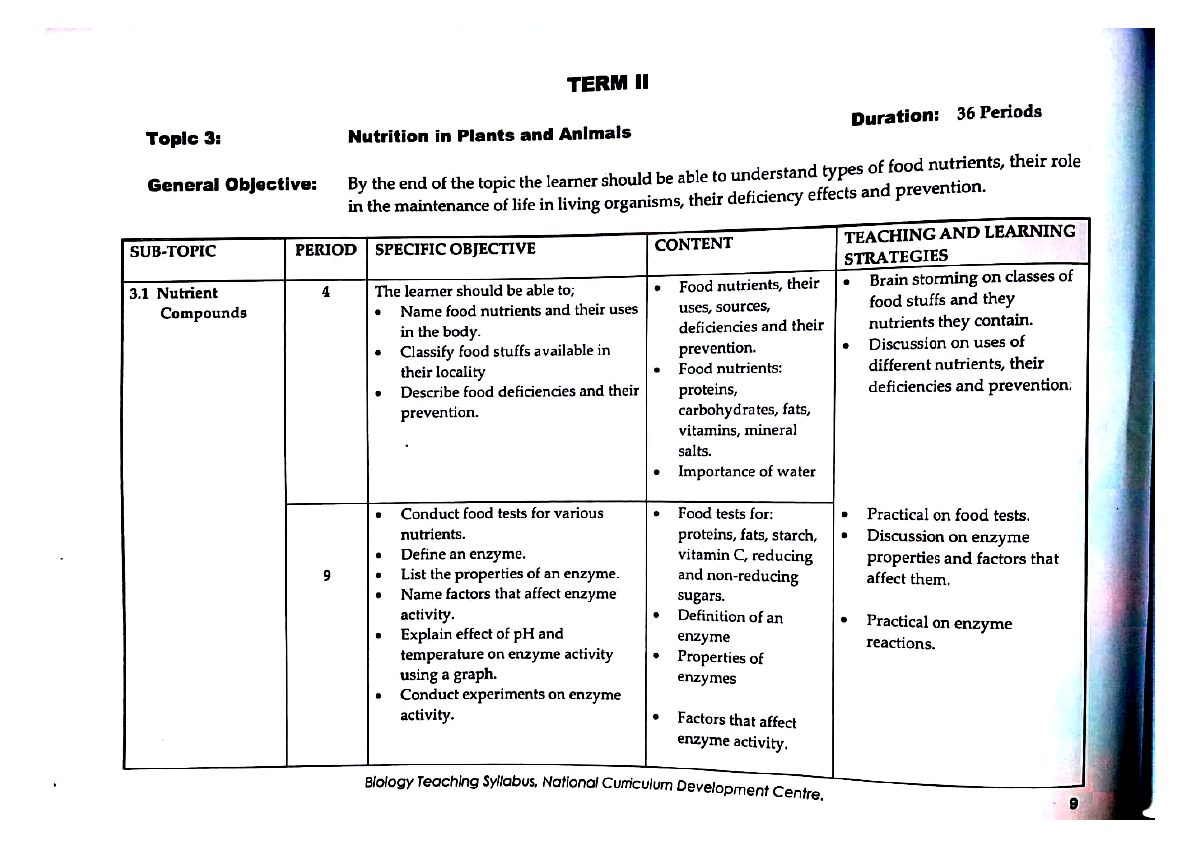 TERM II
Topic 3: Nutrition in Plants and Animals Duration: 36 Periods
General Objective: By the end of the topic the learner should be able to understand types of food nutrients, their role
in the maintenance of life in living organisms, their deficiency effects and prevention.
SUB-TOPIC
PERIOD
SPECIFIC OBJECTIVE
CONTENT
TEACHING AND LEARNING
STRATEGIES
3.1 Nutrient
Compounds
4
The learner should be able to;
• Name food nutrients and their uses
in the body.
• Classify food stuffs available in
their locality
• Describe food deficiencies and their
prevention.
• Food nutrients, their
uses, sources,
deficiencies and their
prevention.
• Food nutrients:
proteins,
carbohydrates, fats,
vitamins, mineral
salts.
• Importance of water
• Brain storming on classes of
food stuffs and they
nutrients they contain.
• Discussion on uses of
different nutrients, their
deficiencies and prevention.
9
• Conduct food tests for various
nutrients.
• Define an enzyme.
• List the properties of an enzyme.
• Name factors that affect enzyme
activity.
• Explain effect of pH and
temperature on enzyme activity
using a graph.
• Conduct experiments on enzyme
activity.
• Food tests for:
proteins, fats, starch,
vitamin C, reducing
and non-reducing
sugars.
• Definition of an
enzyme
• Properties of
enzymes
• Factors that affect
enzyme activity.
• Practical on food tests.
• Discussion on enzyme
properties and factors that
affect them.
• Practical on enzyme
reactions.
Biology Teaching Syllabus, National Curriculum Development Centre.
9